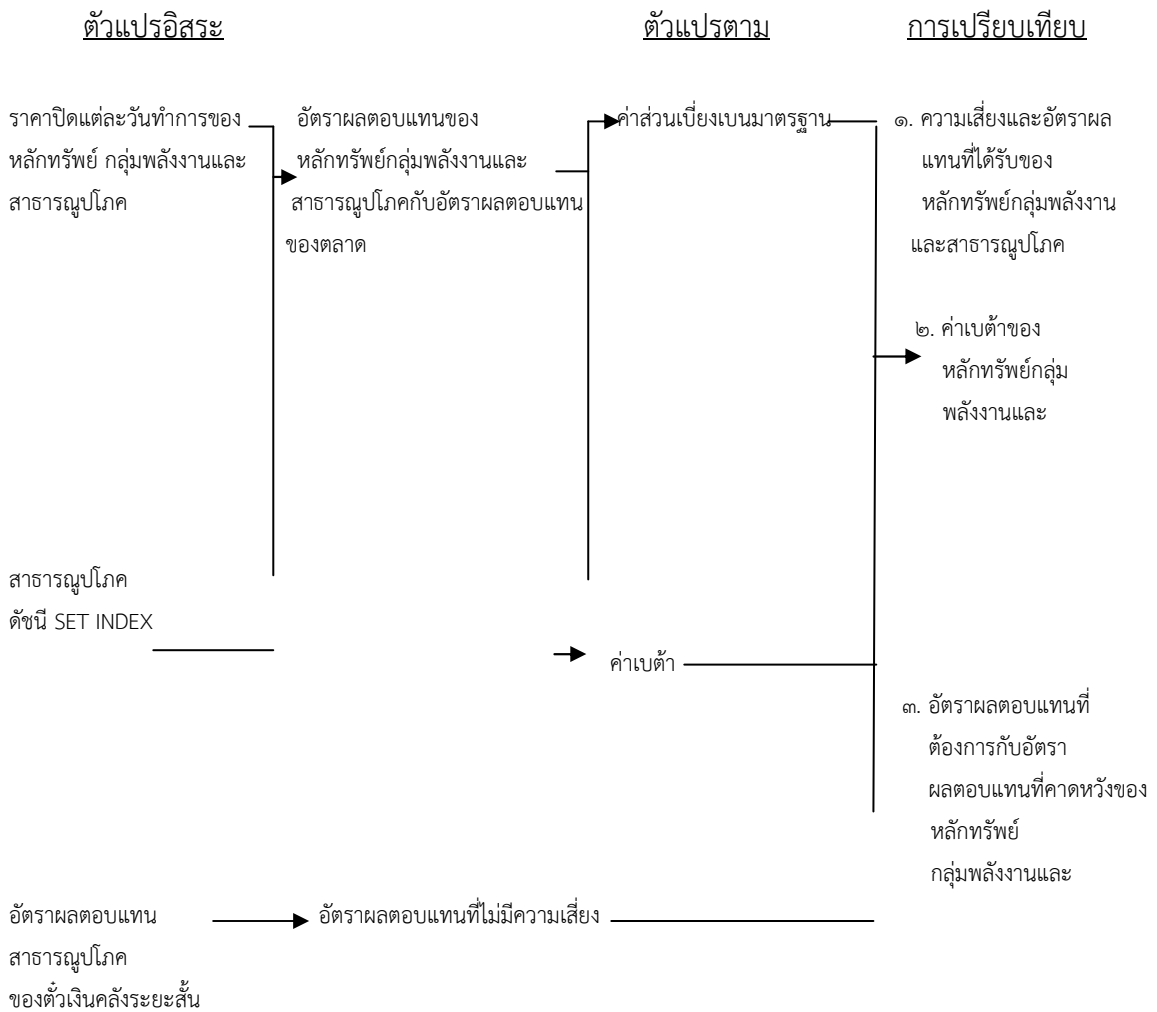 ตัวแปรอิสระ
ตัวแปรตาม
การเปรียบเทียบ
ราคาปิดแต่ละวันทำการของ
หลักทรัพย์ กลุ่มพลังงานและ
สาธารณูปโภค
อัตราผลตอบแทนของ
หลักทรัพย์กลุ่มพลังงานและ
สาธารณูปโภคกับอัตราผลตอบแทน
ของตลาด
ค่าส่วนเบี่ยงเบนมาตรฐาน
๑. ความเสี่ยงและอัตราผล
แทนที่ได้รับของ
หลักทรัพย์กลุ่มพลังงาน
และสาธารณูปโภค
๒. ค่าเบต้าของ
หลักทรัพย์กลุ่ม
พลังงานและ
สาธารณูปโภค
ดัชนี SET INDEX
ค่าเบต้า
๓. อัตราผลตอบแทนที่
ต้องการกับอัตรา
ผลตอบแทนที่คาดหวังของ
หลักทรัพย์
กลุ่มพลังงานและ
อัตราผลตอบแทน
สาธารณูปโภค
ของตั๋วเงินคลังระยะสั้น
อัตราผลตอบแทนที่ไม่มีความเสี่ยง